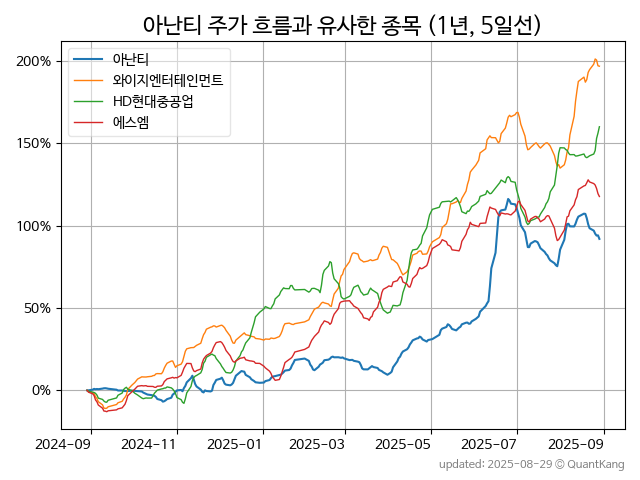 아난티 주가 흐름과 유사한 종목 (1년, 5일선)
아난티
와이지엔터테인먼트
HD현대중공업
에스엠
200%
150%
100%
50%
0%
2024-09
2024-11
2025-01
2025-03
2025-05
2025-07
2025-09
updated: 2025-08-29 © QuantKang